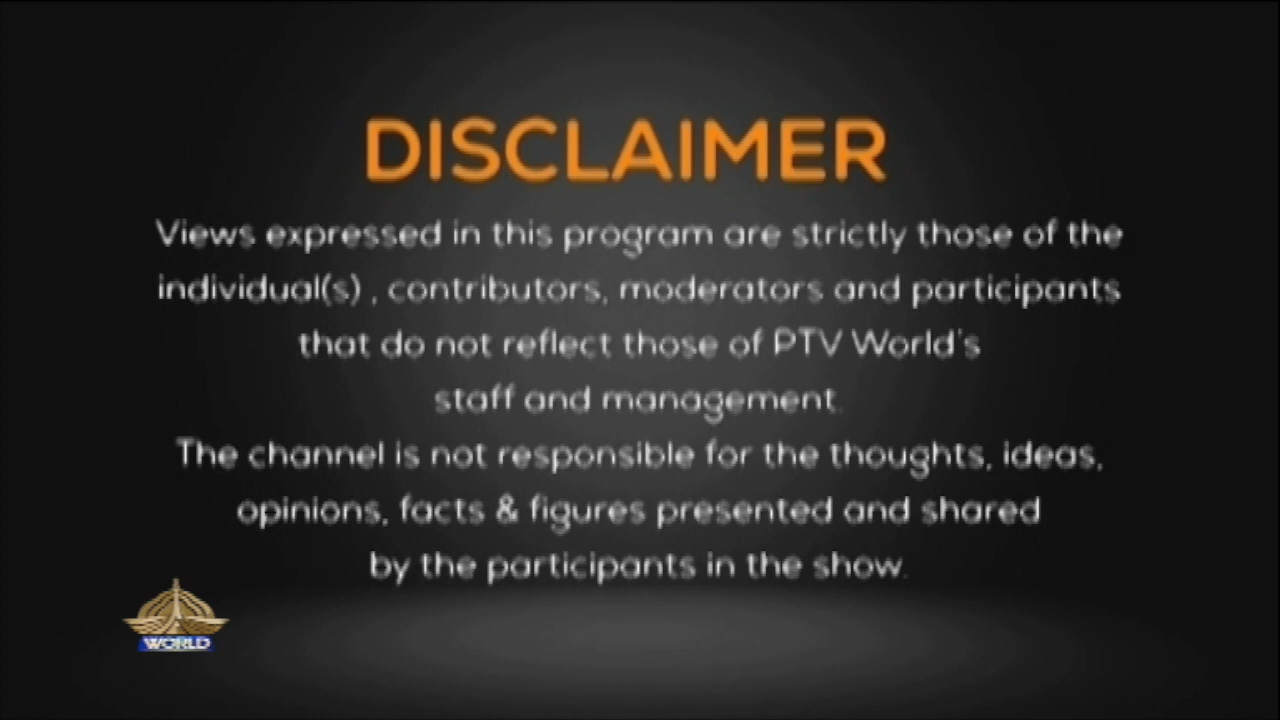 DISCLAIMER
Views expressed in this program are strictly those of the
individual(s) , contributors, moderators and participants
that do not reflect those of PTV World's
staff and management.
The channel is not responsible for the thoughts, ideas,
opinions, facts & figures presented and shared
by the participants in the show.
WORLD